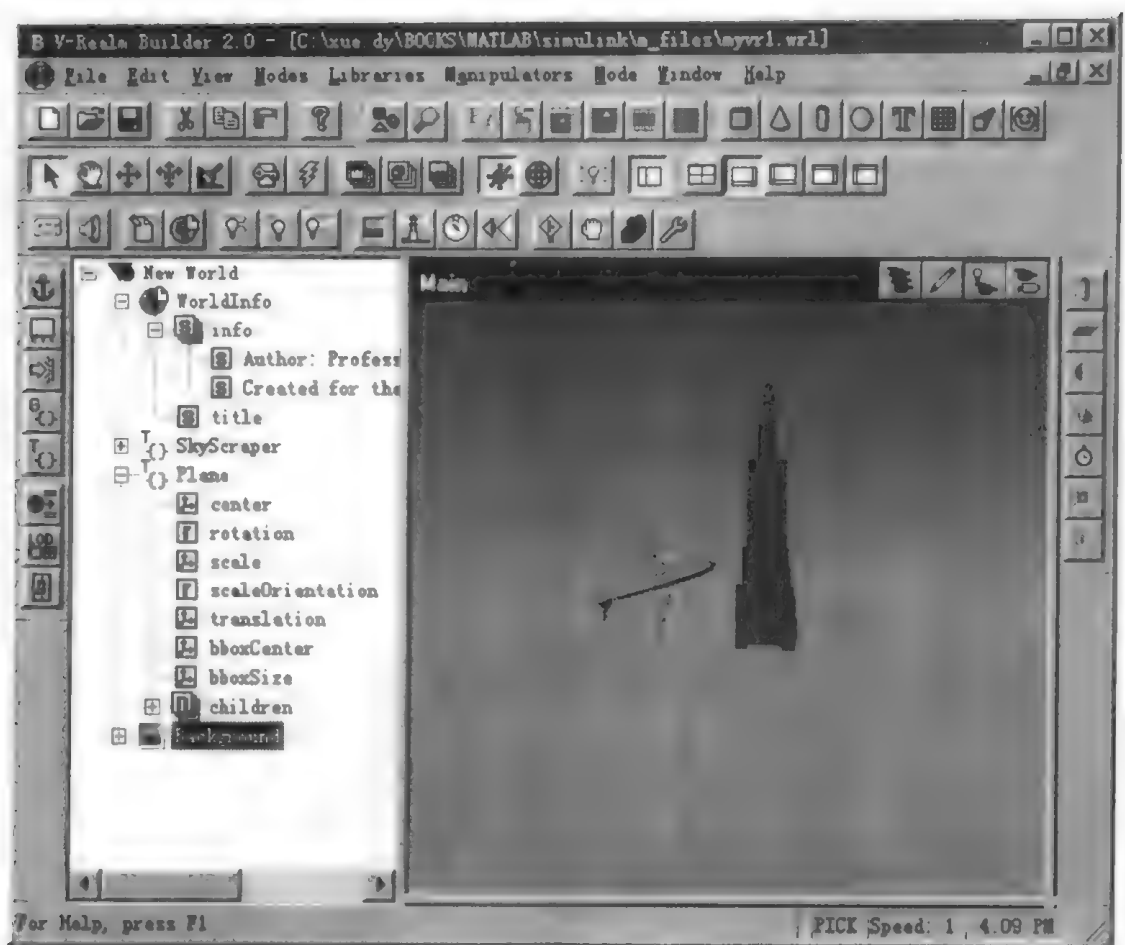 V-Realm Builder 2.0 - [C:\xue_dy\BOOKS\MATLAB\simulink\m_files\myvr1.wrl]
File Edit View Nodes Libraries Manipulators Mode Window Help
New World
WorldInfo
info
Author: Profess
Created for the
title
SkyScraper
Plane
center
rotation
scale
scaleOrientation
translation
bboxCenter
bboxSize
children
Background
Main
T
LOD
For Help, press F1
PICK Speed: 1 4.09 PM